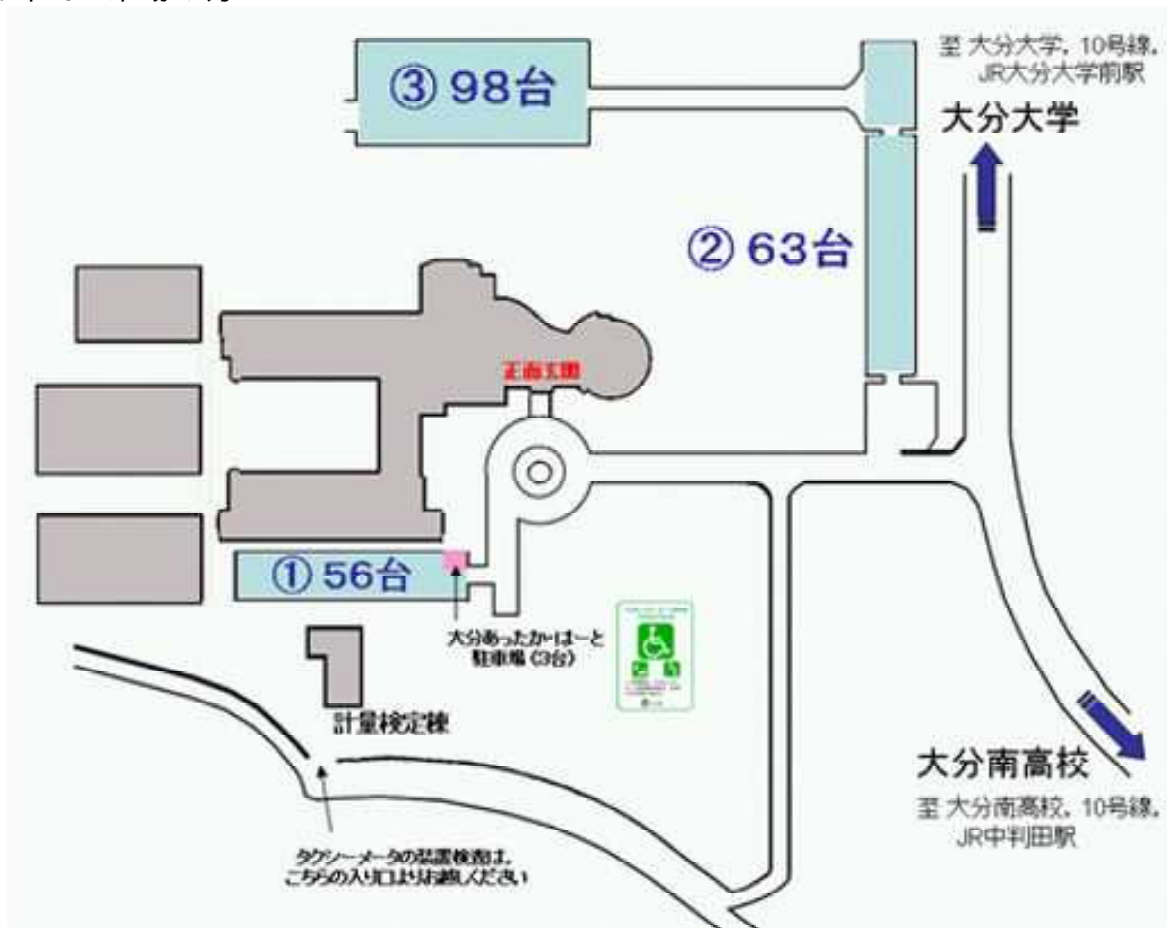 ③ 98台
至 大分大学，10号線，
JR大分大学前駅
大分大学
② 63台
正面玄関
① 56台
大分あったか・はーと
駐車場（3台）
計量検定棟
大分南高校
至 大分南高校，10号線，
JR中判田駅
タクシーメータの装置検査は，
こちらの入り口よりお越しください